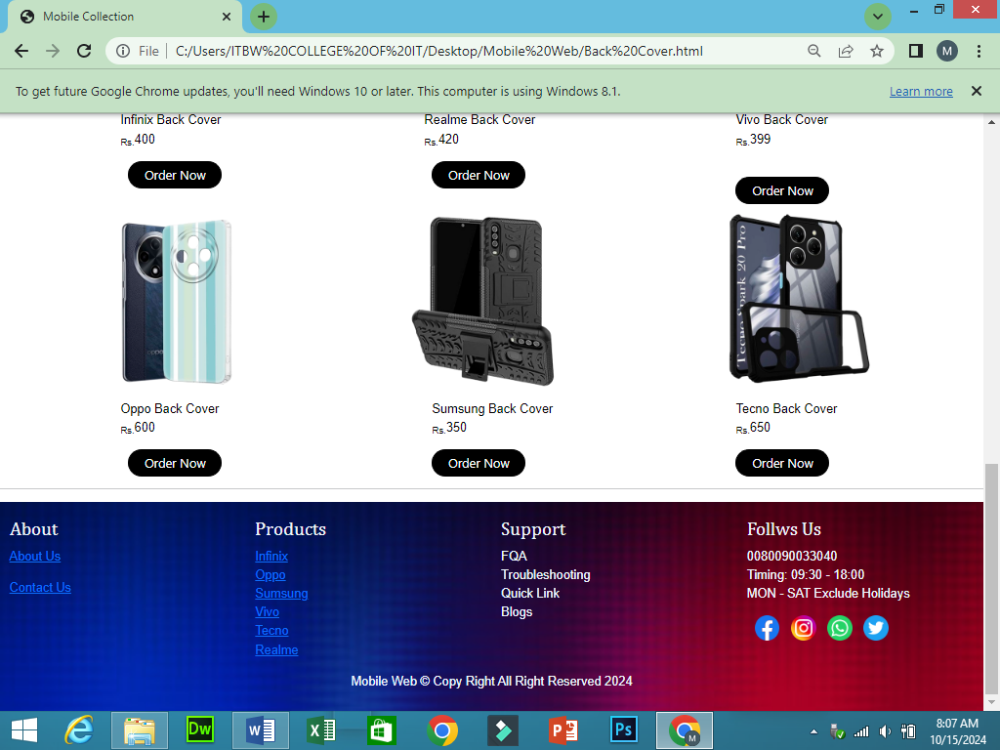 Mobile Collection
File
C:/Users/ITBW%20COLLEGE%20OF%20IT/Desktop/Mobile%20Web/Back%20Cover.html
M
To get future Google Chrome updates, you'll need Windows 10 or later. This computer is using Windows 8.1.
Learn more
Infinix Back Cover
Realme Back Cover
Vivo Back Cover
Rs.400
Rs.420
Rs.399
Order Now
Order Now
Order Now
Tecno Spark 20 Pro
Oppo Back Cover
Sumsung Back Cover
Tecno Back Cover
Rs.600
Rs.350
Rs.650
Order Now
Order Now
Order Now
About
About Us
Contact Us
Products
Infinix
Oppo
Sumsung
Vivo
Tecno
Realme
Support
FQA
Troubleshooting
Quick Link
Blogs
Follws Us
0080090033040
Timing: 09:30 - 18:00
MON - SAT Exclude Holidays
Mobile Web © Copy Right All Right Reserved 2024
Dw
W
X
P
Ps
M
8:07 AM
10/15/2024